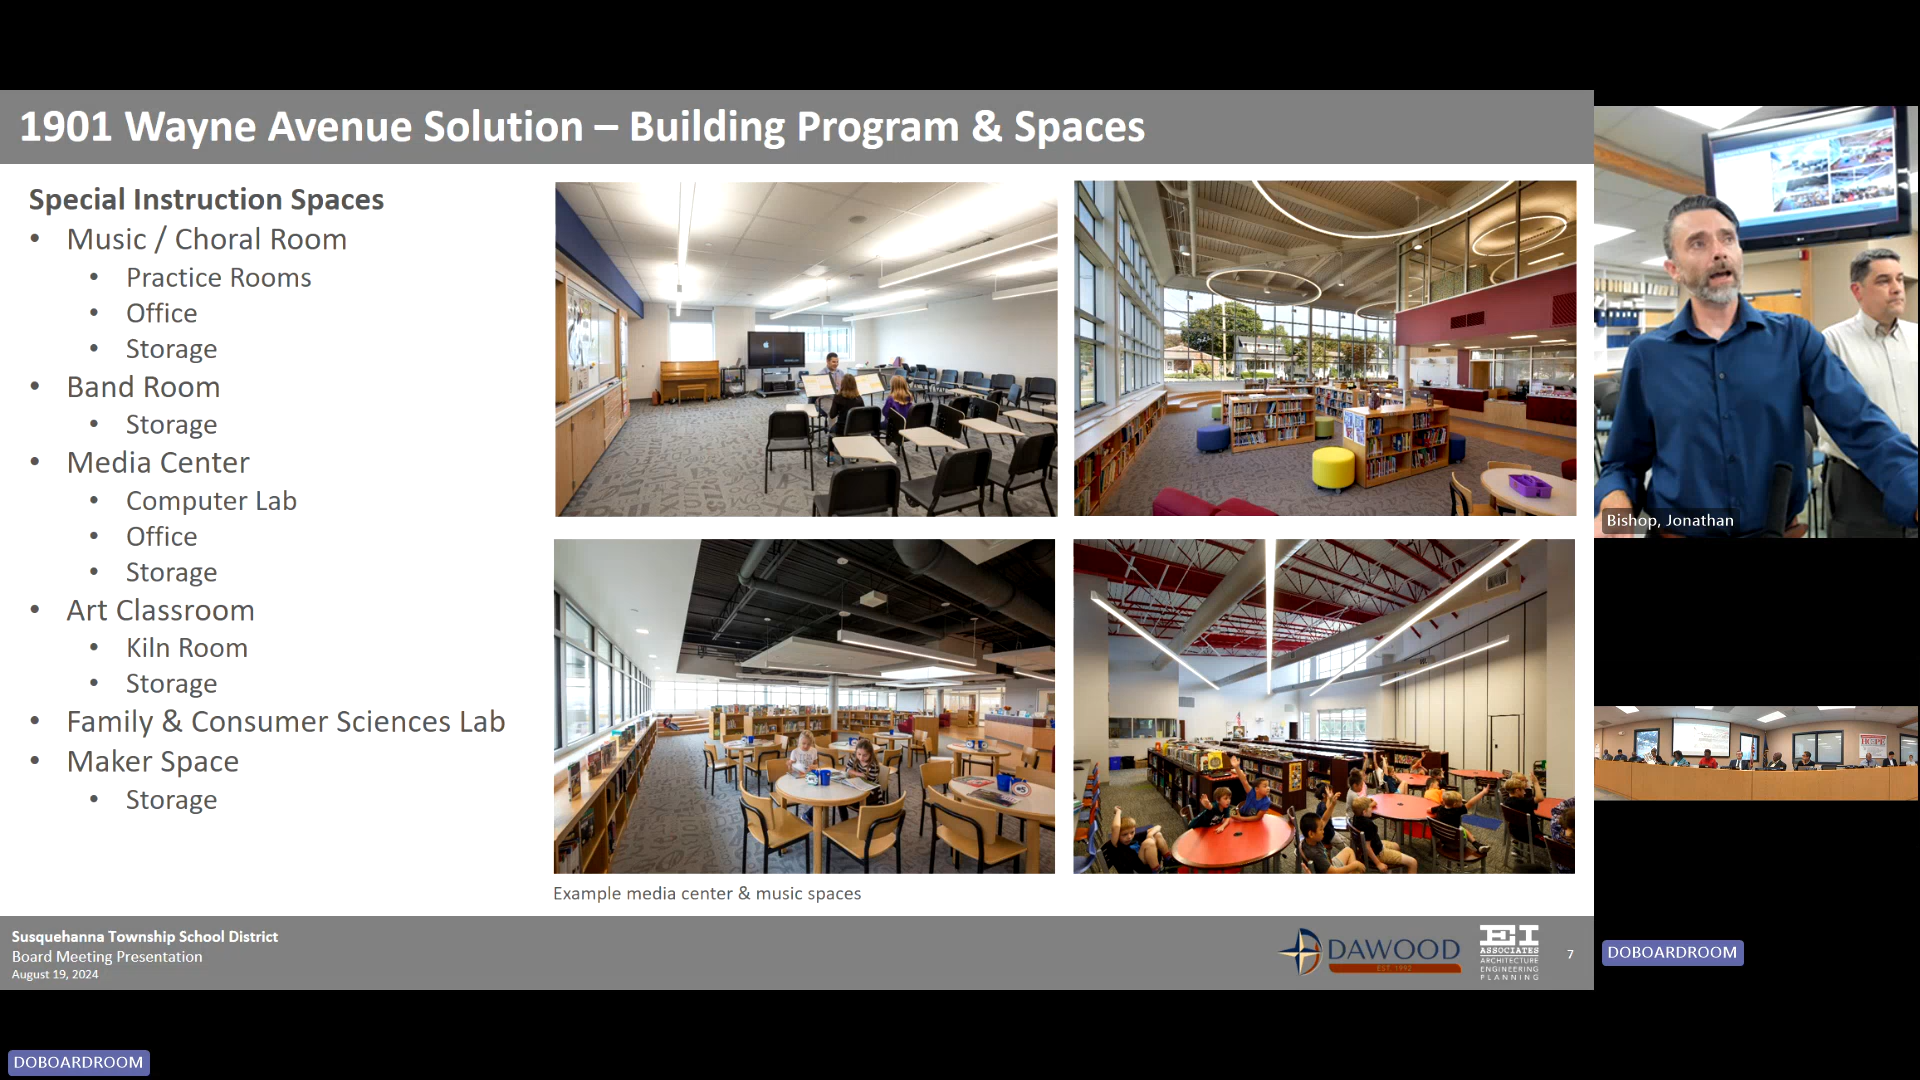 1901 Wayne Avenue Solution – Building Program & Spaces
Special Instruction Spaces
• Music / Choral Room
• Practice Rooms
• Office
• Storage
• Band Room
• Storage
• Media Center
• Computer Lab
• Office
• Storage
• Art Classroom
• Kiln Room
• Storage
• Family & Consumer Sciences Lab
• Maker Space
• Storage
Example media center & music spaces
Susquehanna Township School District
Board Meeting Presentation
August 19, 2024
DAWOOD
EST. 1992
EI
ASSOCIATES
ARCHITECTURE
ENGINEERING
PLANNING
7
Bishop, Jonathan
DOBOARDROOM
DOBOARDROOM